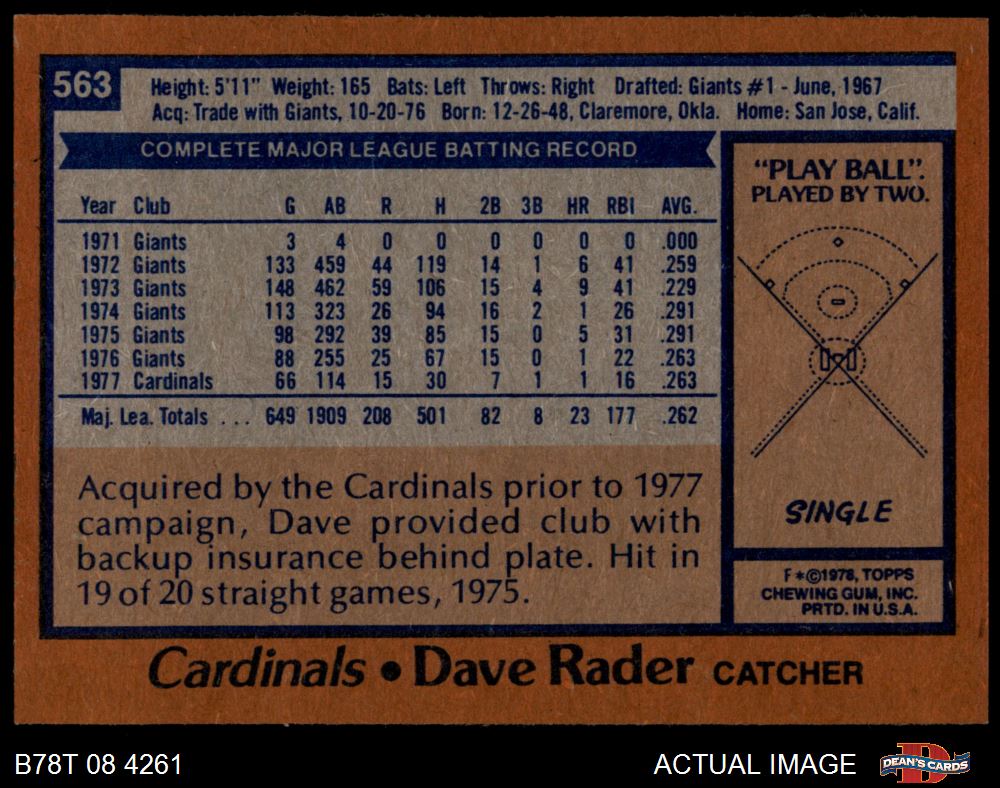 563
Height: 5'11" Weight: 165 Bats: Left Throws: Right Drafted: Giants #1 - June, 1967
Acq: Trade with Giants, 10-20-76 Born: 12-26-48, Claremore, Okla. Home: San Jose, Calif.
COMPLETE MAJOR LEAGUE BATTING RECORD
Year Club G AB R H 2B 3B HR RBI AVG.
1971 Giants 3 4 0 0 0 0 0 0 .000
1972 Giants 133 459 44 119 14 1 6 41 .259
1973 Giants 148 462 59 106 15 4 9 41 .229
1974 Giants 113 323 26 94 16 2 1 26 .291
1975 Giants 98 292 39 85 15 0 5 31 .291
1976 Giants 88 255 25 67 15 0 1 22 .263
1977 Cardinals 66 114 15 30 7 1 1 16 .263
Maj. Lea. Totals . . . 649 1909 208 501 82 8 23 177 .262
Acquired by the Cardinals prior to 1977
campaign, Dave provided club with
backup insurance behind plate. Hit in
19 of 20 straight games, 1975.
"PLAY BALL".
PLAYED BY TWO.
SINGLE
F*©1978, TOPPS
CHEWING GUM, INC.
PRTD. IN U.S.A.
Cardinals • Dave Rader CATCHER
B78T 08 4261
ACTUAL IMAGE
DEAN'S CARDS